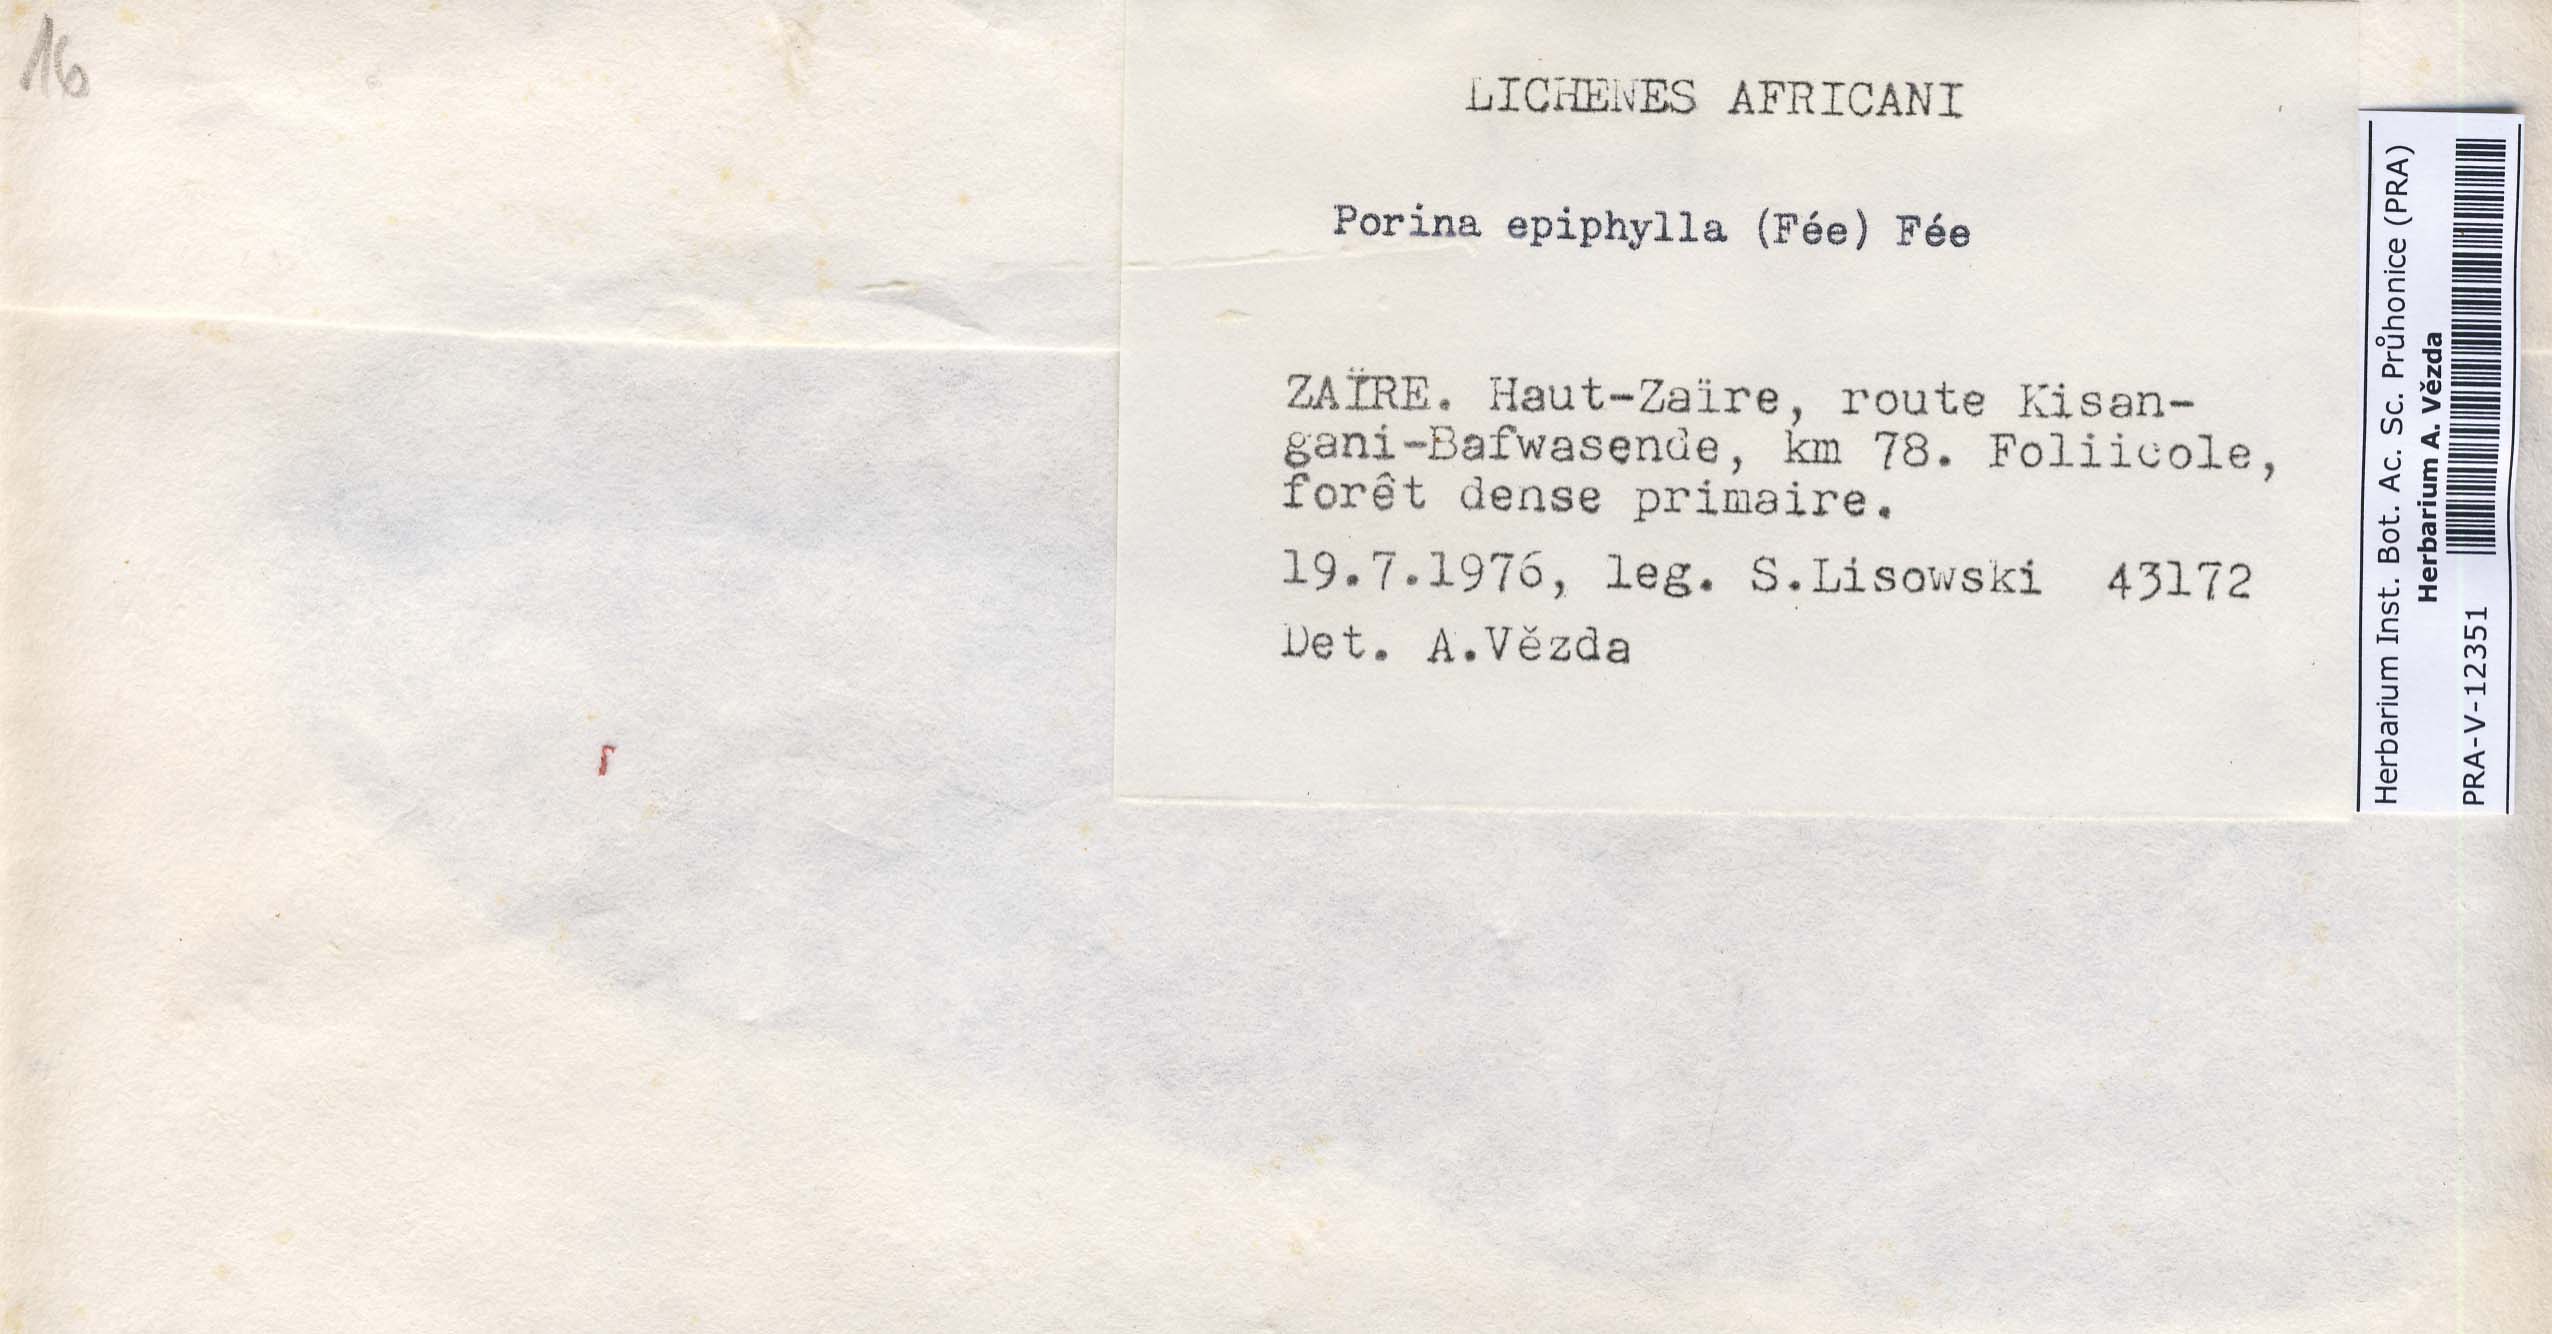 16
LICHENES AFRICANI
Porina epiphylla (Fée) Fée
ZAÏRE. Haut-Zaïre, route Kisan-
gani-Bafwasende, km 78. Foliicole,
forêt dense primaire.
19.7.1976, leg. S.Lisowski 43172
Det. A.Vězda
Herbarium Inst. Bot. Ac. Sc. Průhonice (PRA)
Herbarium A. Vězda
PRA-V-12351